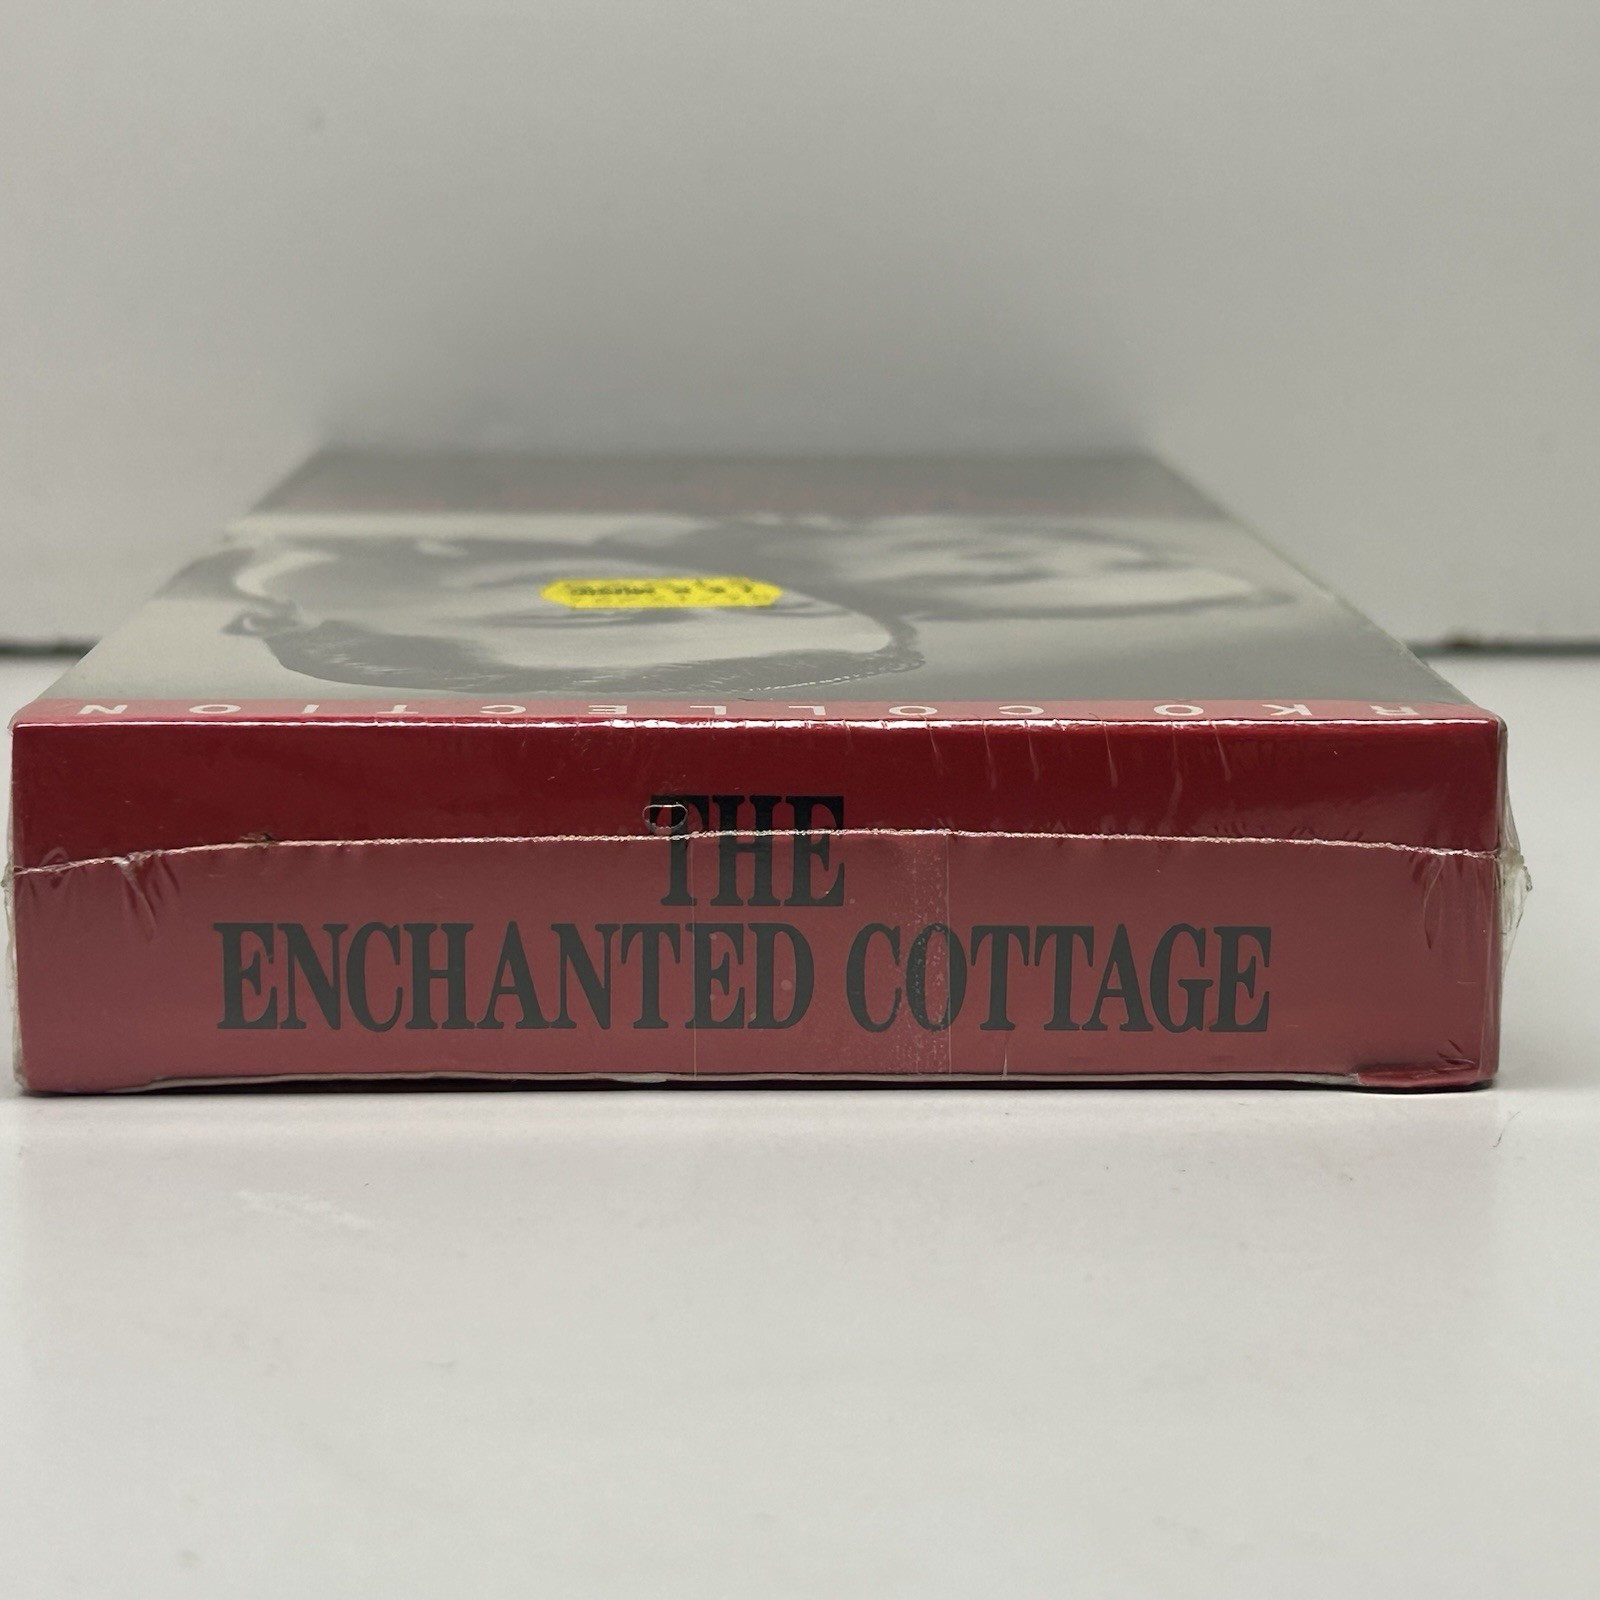 RKO COLLECTION
THE
ENCHANTED COTTAGE